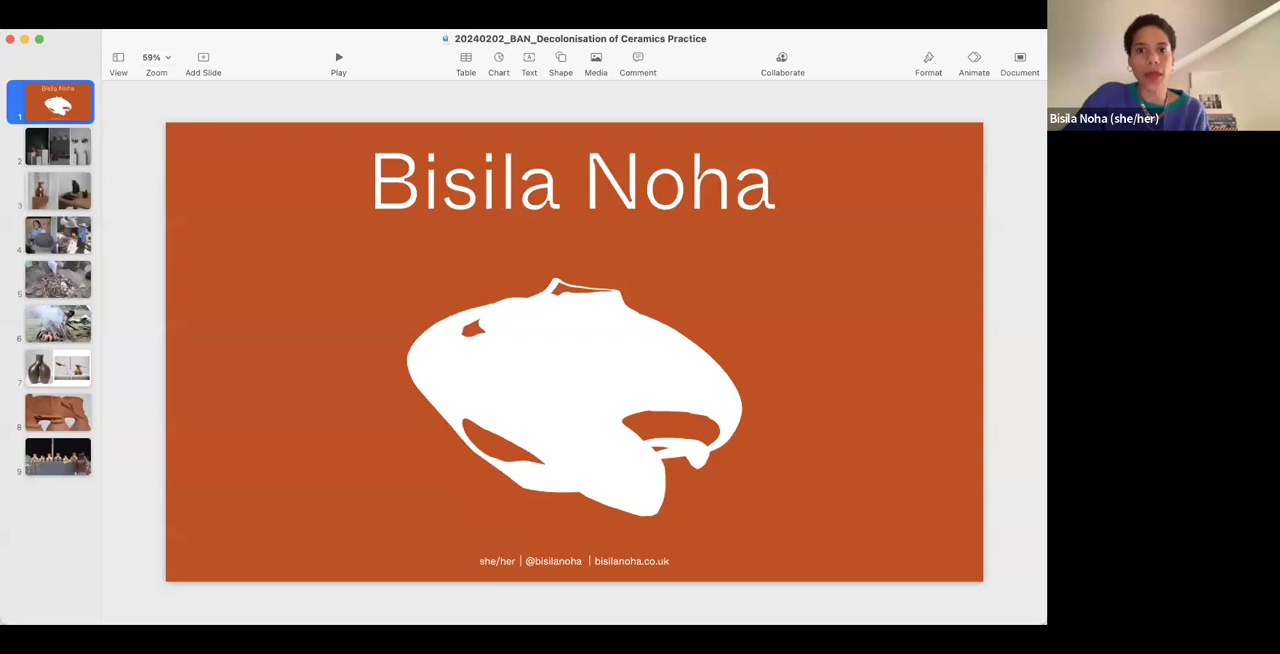 20240202_BAN_Decolonisation of Ceramics Practice
59%
View
Zoom
Add Slide
Play
Table
Chart
Text
Shape
Media
Comment
Collaborate
Format
Animate
Document
Bisila Noha (she/her)
Bisila Noha
1
2
3
4
5
6
7
8
9
Bisila Noha
she/her | @bisilanoha | bisilanoha.co.uk